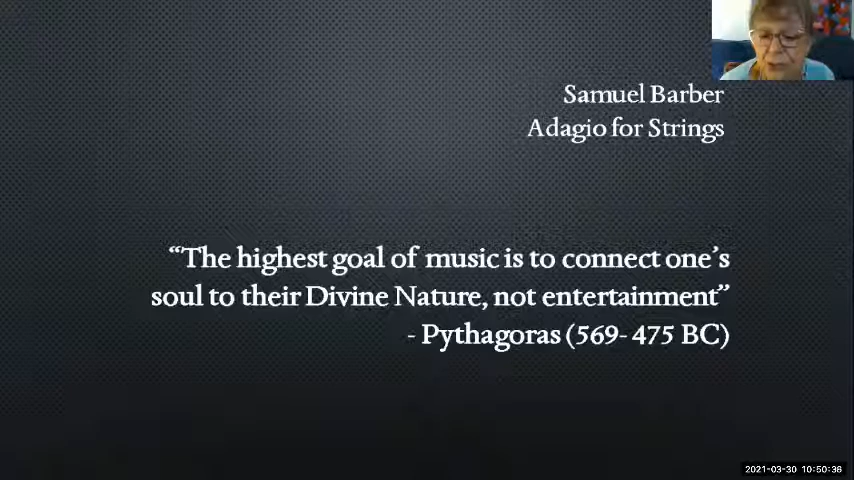 Samuel Barber
Adagio for Strings
“The highest goal of music is to connect one’s
soul to their Divine Nature, not entertainment”
- Pythagoras (569- 475 BC)
2021-03-30 10:50:36